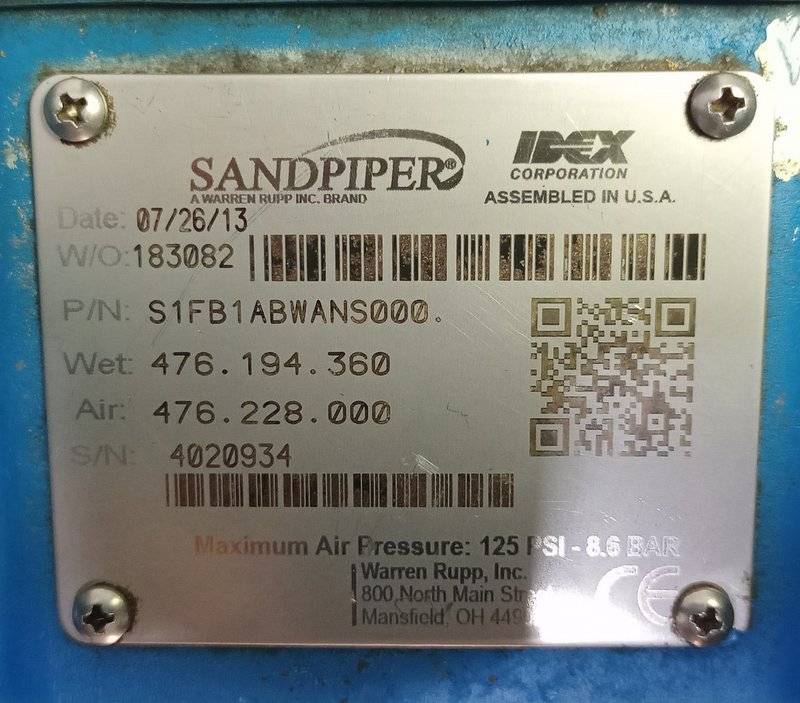 SANDPIPER®
A WARREN RUPP INC. BRAND
IDEX
CORPORATION
ASSEMBLED IN U.S.A.
Date: 07/26/13
W/O: 183082
P/N: S1FB1ABWANS000.
Wet: 476.194.360
Air: 476.228.000
S/N: 4020934
Maximum Air Pressure: 125 PSI - 8.6 BAR
Warren Rupp, Inc.
800 North Main
Mansfield, OH
CE